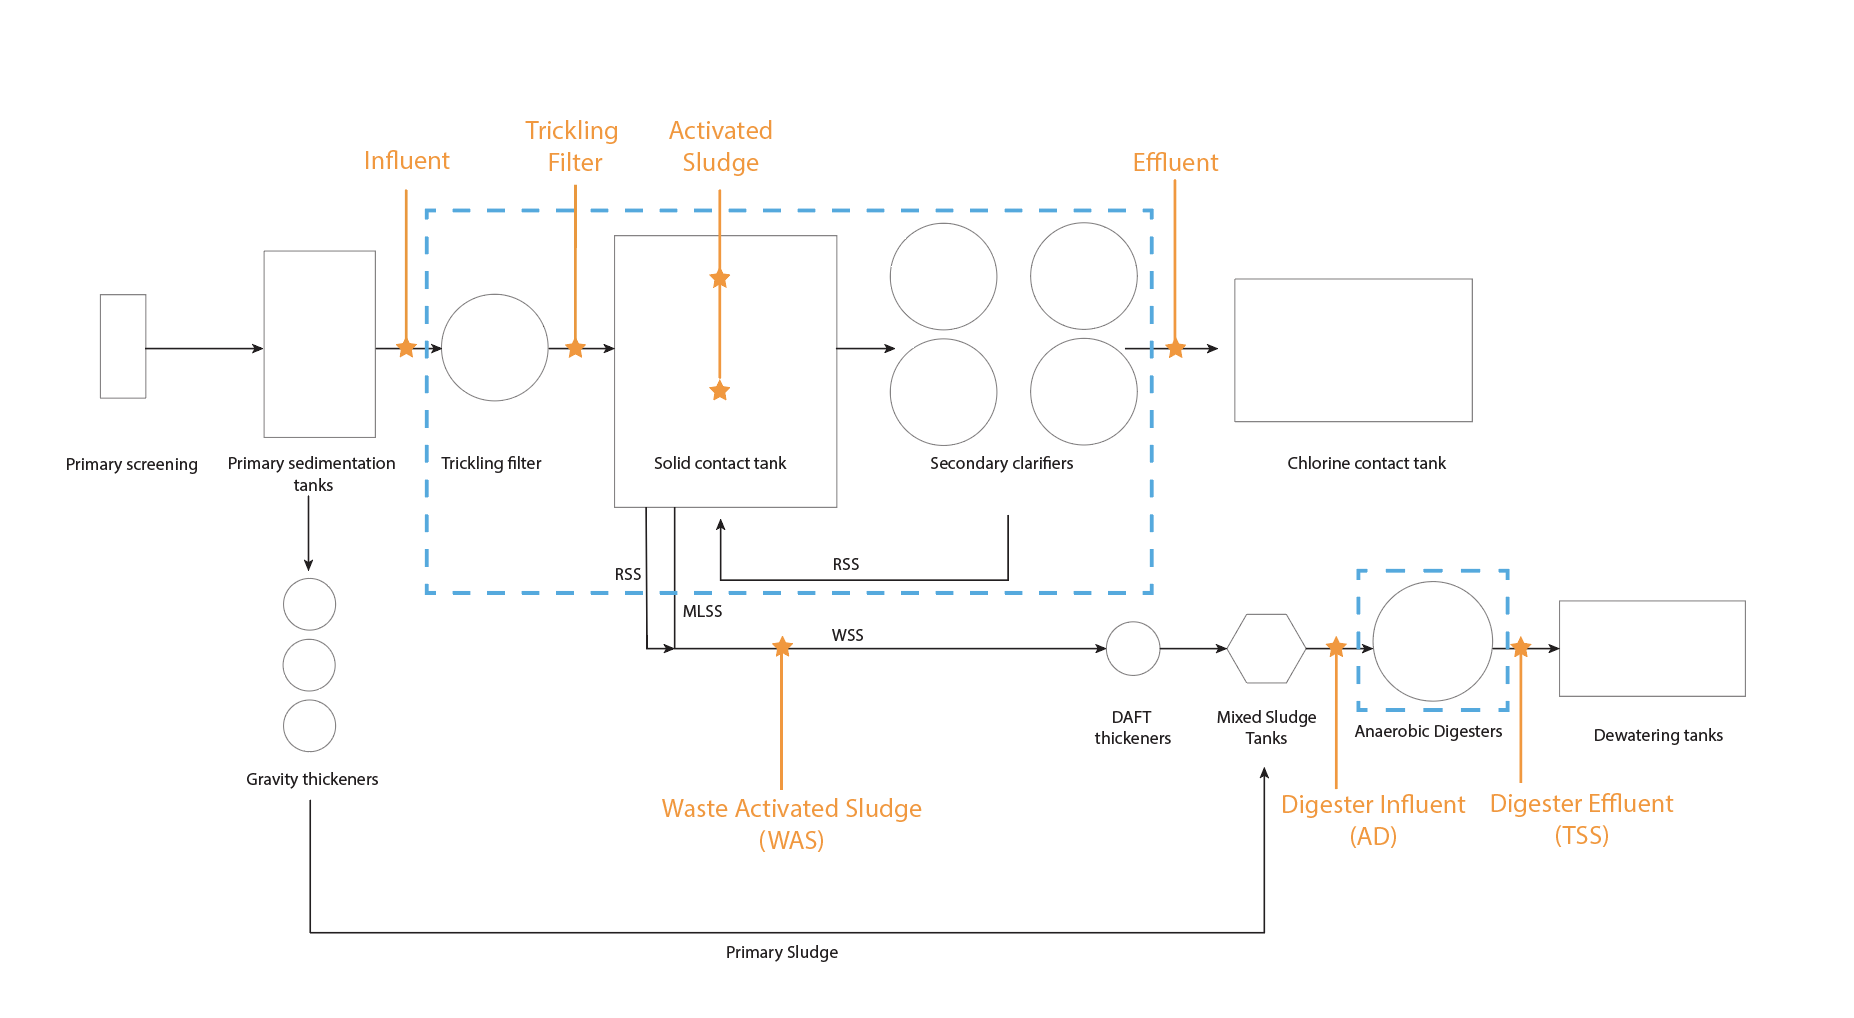 Trickling
Filter
Activated
Sludge
Influent
Effluent
Primary screening
Primary sedimentation
tanks
Trickling filter
Solid contact tank
Secondary clarifiers
Chlorine contact tank
RSS
RSS
MLSS
WSS
Gravity thickeners
DAFT
thickeners
Mixed Sludge
Tanks
Anaerobic Digesters
Dewatering tanks
Waste Activated Sludge
(WAS)
Digester Influent
(AD)
Digester Effluent
(TSS)
Primary Sludge